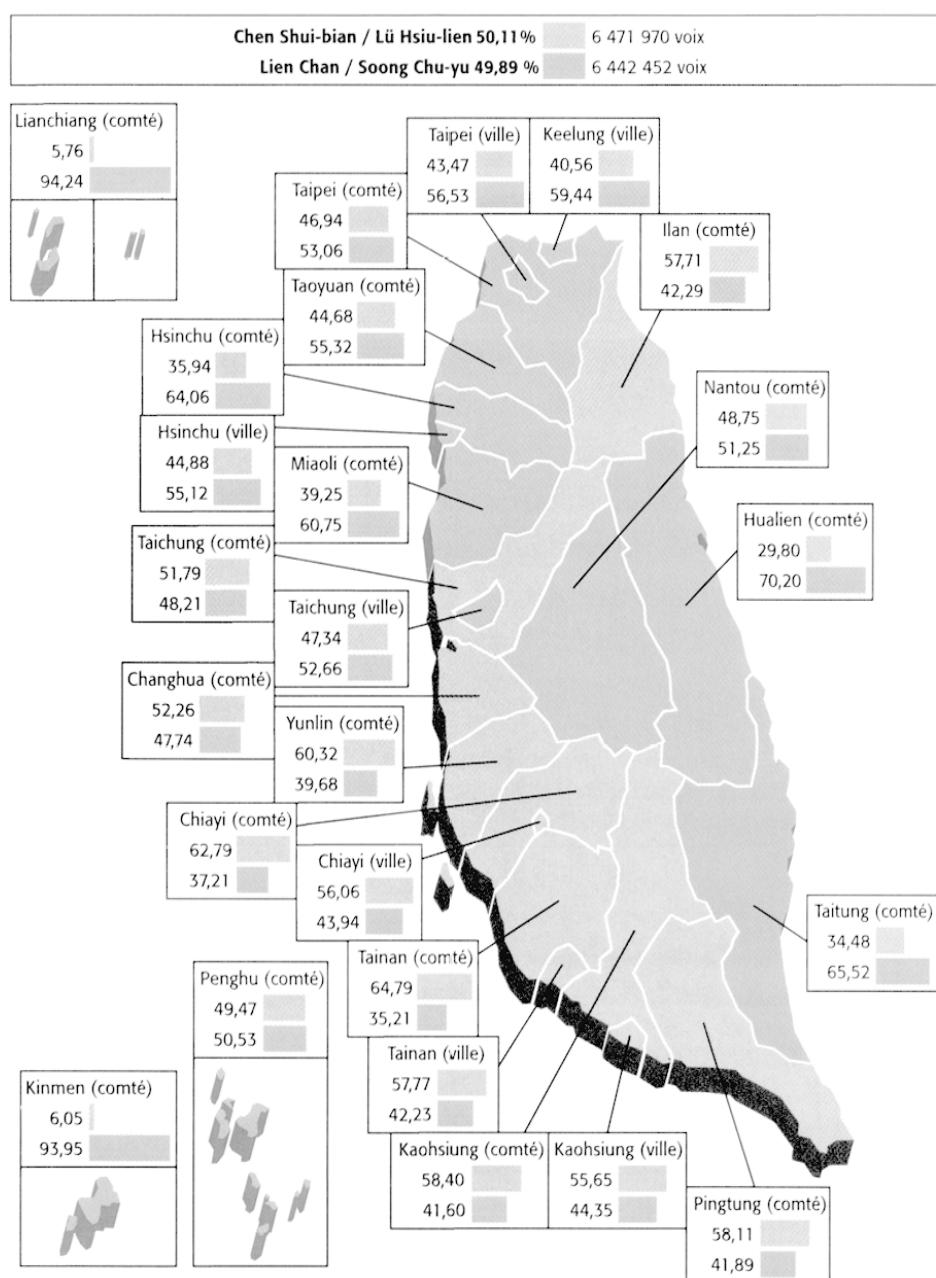 Chen Shui-bian / Lü Hsiu-lien 50,11% 6 471 970 voix
Lien Chan / Soong Chu-yu 49,89 % 6 442 452 voix
Lianchiang (comté)
5,76
94,24
Taipei (ville)
43,47
56,53
Keelung (ville)
40,56
59,44
Taipei (comté)
46,94
53,06
Ilan (comté)
57,71
42,29
Taoyuan (comté)
44,68
55,32
Hsinchu (comté)
35,94
64,06
Nantou (comté)
48,75
51,25
Hsinchu (ville)
44,88
55,12
Miaoli (comté)
39,25
60,75
Hualien (comté)
29,80
70,20
Taichung (comté)
51,79
48,21
Taichung (ville)
47,34
52,66
Changhua (comté)
52,26
47,74
Yunlin (comté)
60,32
39,68
Chiayi (comté)
62,79
37,21
Chiayi (ville)
56,06
43,94
Taitung (comté)
34,48
65,52
Tainan (comté)
64,79
35,21
Penghu (comté)
49,47
50,53
Tainan (ville)
57,77
42,23
Kinmen (comté)
6,05
93,95
Kaohsiung (comté)
58,40
41,60
Kaohsiung (ville)
55,65
44,35
Pingtung (comté)
58,11
41,89